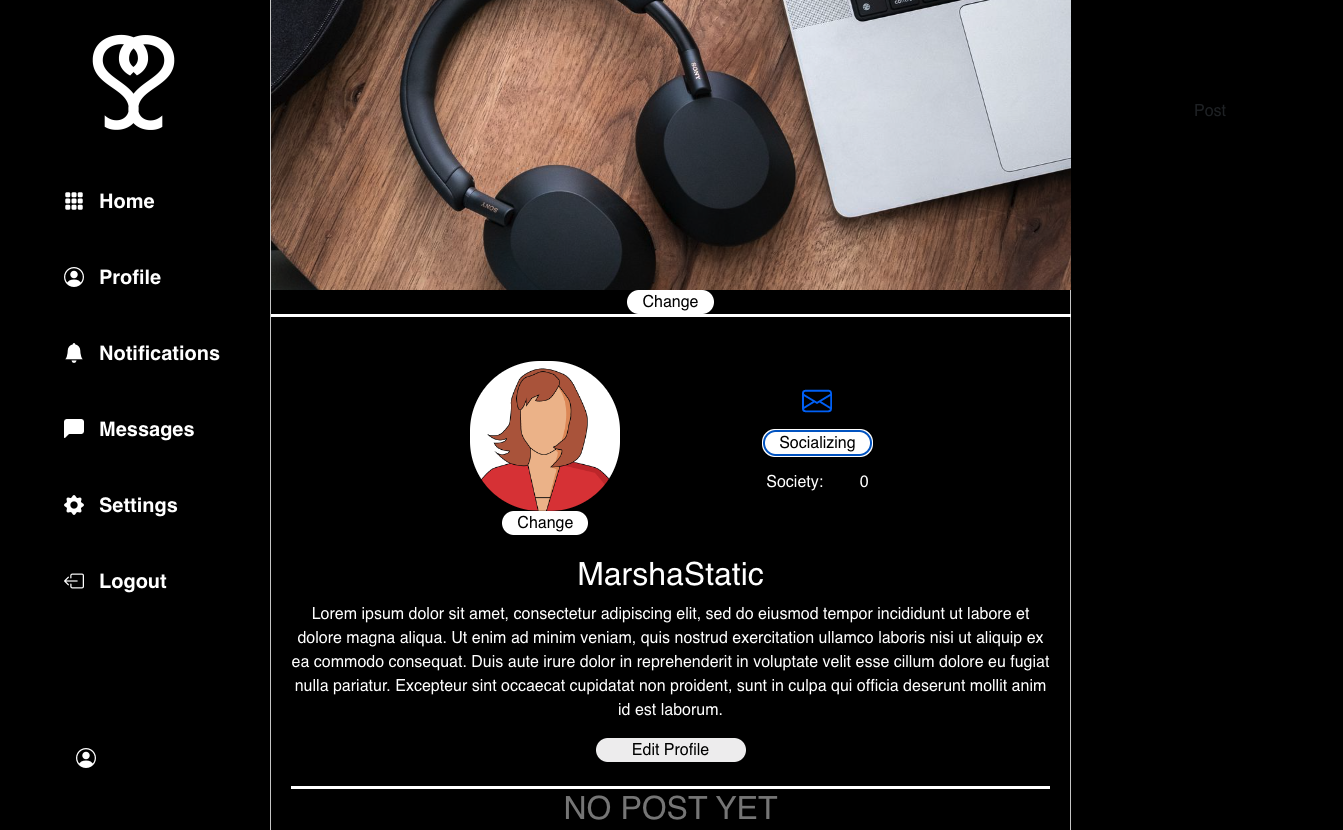 Home
Profile
Notifications
Messages
Settings
Logout
SONY
SONY
Change
Post
Socializing
Society: 0
Change
MarshaStatic
Lorem ipsum dolor sit amet, consectetur adipiscing elit, sed do eiusmod tempor incididunt ut labore et
dolore magna aliqua. Ut enim ad minim veniam, quis nostrud exercitation ullamco laboris nisi ut aliquip ex
ea commodo consequat. Duis aute irure dolor in reprehenderit in voluptate velit esse cillum dolore eu fugiat
nulla pariatur. Excepteur sint occaecat cupidatat non proident, sunt in culpa qui officia deserunt mollit anim
id est laborum.
Edit Profile
NO POST YET